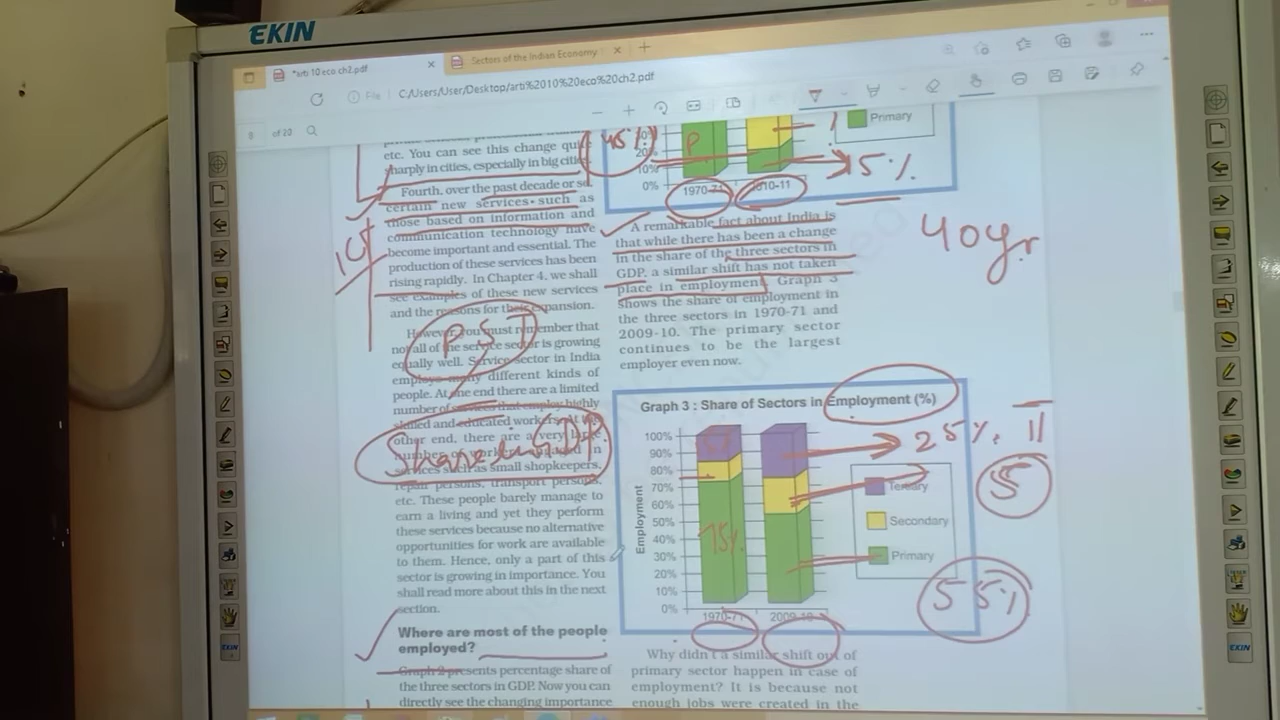 EKIN
*arb 10 eco ch2.pdf
Sectors of the Indian Economy
File
C:/Users/User/Desktop/arb%2010%20eco%20ch2.pdf
8 of 20
etc. You can see this change quite
sharply in cities, especially in big cities.
Fourth, over the past decade or so,
certain new services such as
those based on information and
communication technology have
become important and essential. The
production of these services has been
rising rapidly. In Chapter 4, we shall
see examples of these new services
and the reasons for their expansion.
However, you must remember that
not all of the service sector is growing
equally well. Service sector in India
employs many different kinds of
people. At one end there are a limited
number of services that employ highly
skilled and educated workers. At the
other end, there are a very large
number of workers engaged in
services such as small shopkeepers,
repair persons, transport persons,
etc. These people barely manage to
earn a living and yet they perform
these services because no alternative
opportunities for work are available
to them. Hence, only a part of this
sector is growing in importance. You
shall read more about this in the next
section.
Where are most of the people
employed?
Graph 2 presents percentage share of
the three sectors in GDP. Now you can
directly see the changing importance
PST
Share in GDP
45%
P
20%
10%
0%
1970-71
2010-11
Primary
15%
40yr
A remarkable fact about India is
that while there has been a change
in the share of the three sectors in
GDP, a similar shift has not taken
place in employment. Graph 3
shows the share of employment in
the three sectors in 1970-71 and
2009-10. The primary sector
continues to be the largest
employer even now.
Graph 3 : Share of Sectors in Employment (%)
100%
90%
80%
70%
60%
50%
40%
30%
20%
10%
0%
Employment
75%
1970-71
2009-10
Tertiary
Secondary
Primary
25%
55%
Why didn't a similar shift out of
primary sector happen in case of
employment? It is because not
enough jobs were created in the
EKIN